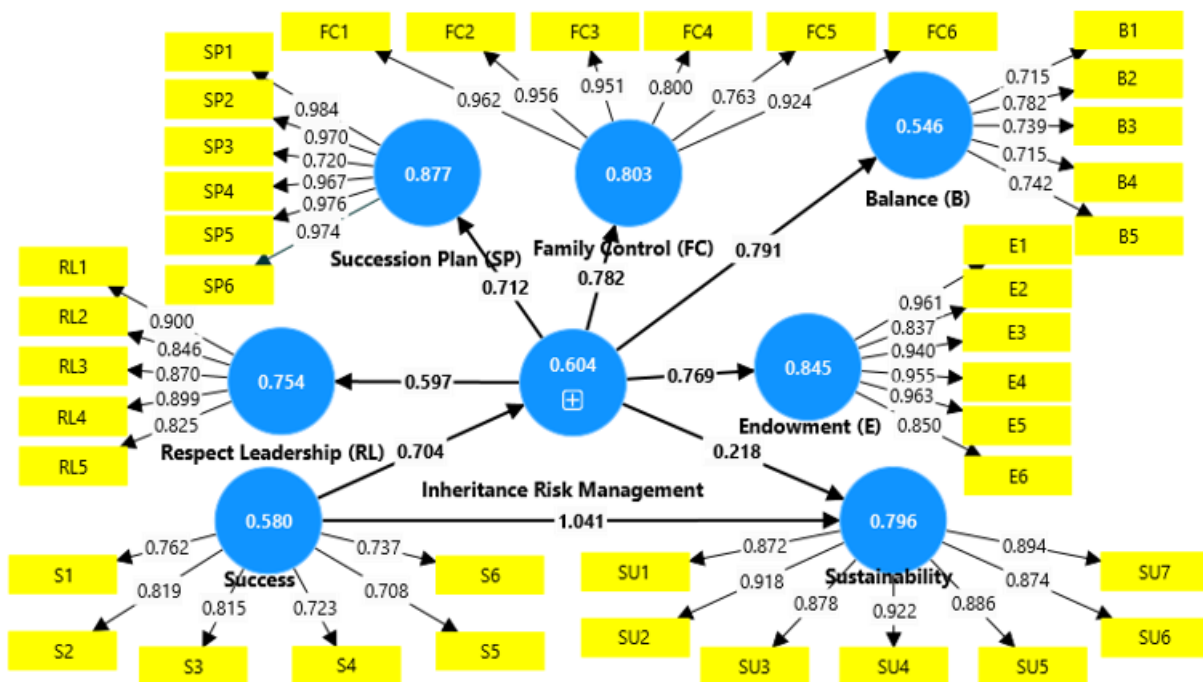 FC1 FC2 FC3 FC4 FC5 FC6
0.962 0.956 0.951 0.800 0.763 0.924
0.803
Family Control (FC)
SP1
SP2
SP3
SP4
SP5
SP6
0.984
0.970
0.720
0.967
0.976
0.974
0.877
Succession Plan (SP)
B1
B2
B3
B4
B5
0.715
0.782
0.739
0.715
0.742
0.546
Balance (B)
0.712
0.782
0.791
RL1
RL2
RL3
RL4
RL5
0.900
0.846
0.870
0.899
0.825
0.754
Respect Leadership (RL)
0.597
0.604
0.769
0.845
Endowment (E)
E1
E2
E3
E4
E5
E6
0.961
0.837
0.940
0.955
0.963
0.850
0.704
0.218
Inheritance Risk Management
1.041
0.580
Success
0.762
0.819
0.815
0.723
0.708
0.737
S1
S2
S3
S4
S5
S6
0.796
Sustainability
0.872
0.918
0.878
0.922
0.886
0.874
0.894
SU1
SU2
SU3
SU4
SU5
SU6
SU7